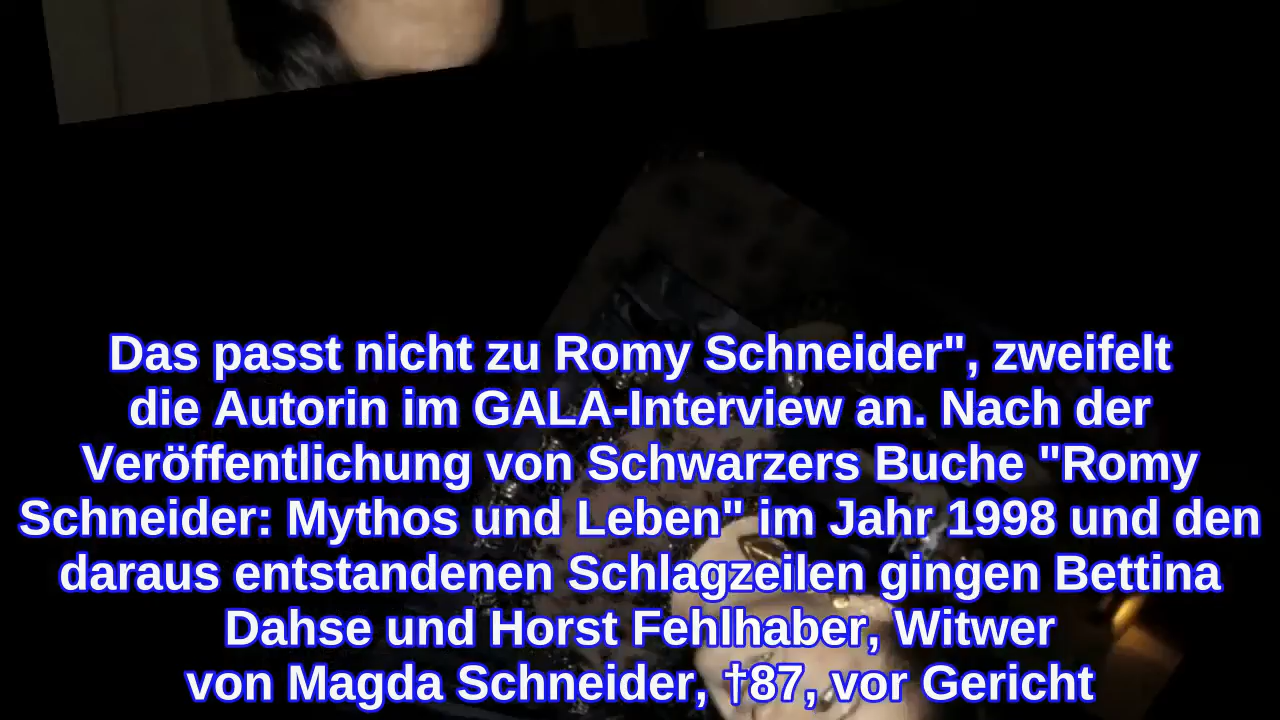 Das passt nicht zu Romy Schneider", zweifelt
die Autorin im GALA-Interview an. Nach der
Veröffentlichung von Schwarzers Buche "Romy
Schneider: Mythos und Leben" im Jahr 1998 und den
daraus entstandenen Schlagzeilen gingen Bettina
Dahse und Horst Fehlhaber, Witwer
von Magda Schneider, †87, vor Gericht